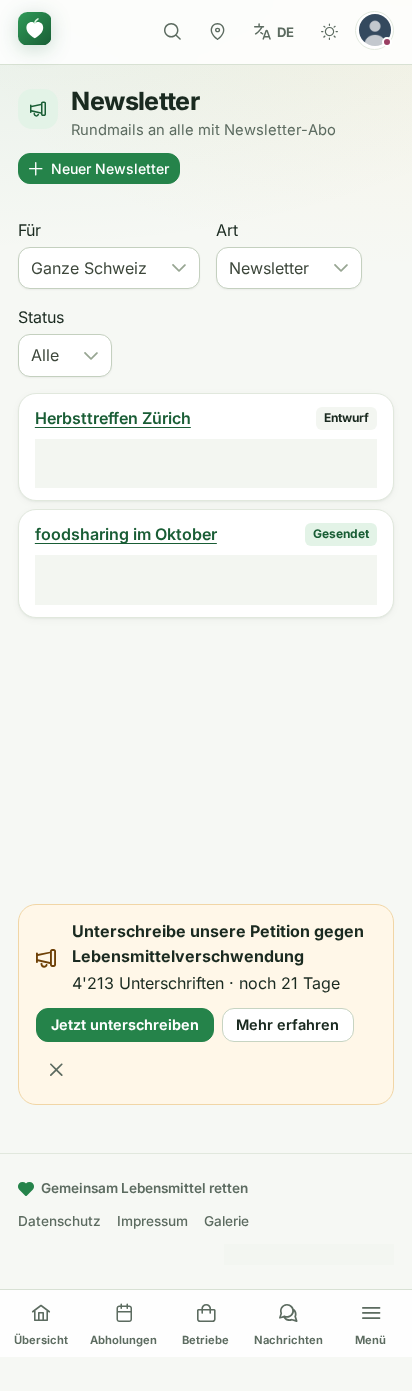 DE
Newsletter
Rundmails an alle mit Newsletter-Abo
Neuer Newsletter
Für
Art
Ganze Schweiz
Newsletter
Status
Alle
Herbsttreffen Zürich
Entwurf
foodsharing im Oktober
Gesendet
Unterschreibe unsere Petition gegen
Lebensmittelverschwendung
4'213 Unterschriften · noch 21 Tage
Jetzt unterschreiben
Mehr erfahren
Gemeinsam Lebensmittel retten
Datenschutz Impressum Galerie
Übersicht Abholungen Betriebe Nachrichten Menü